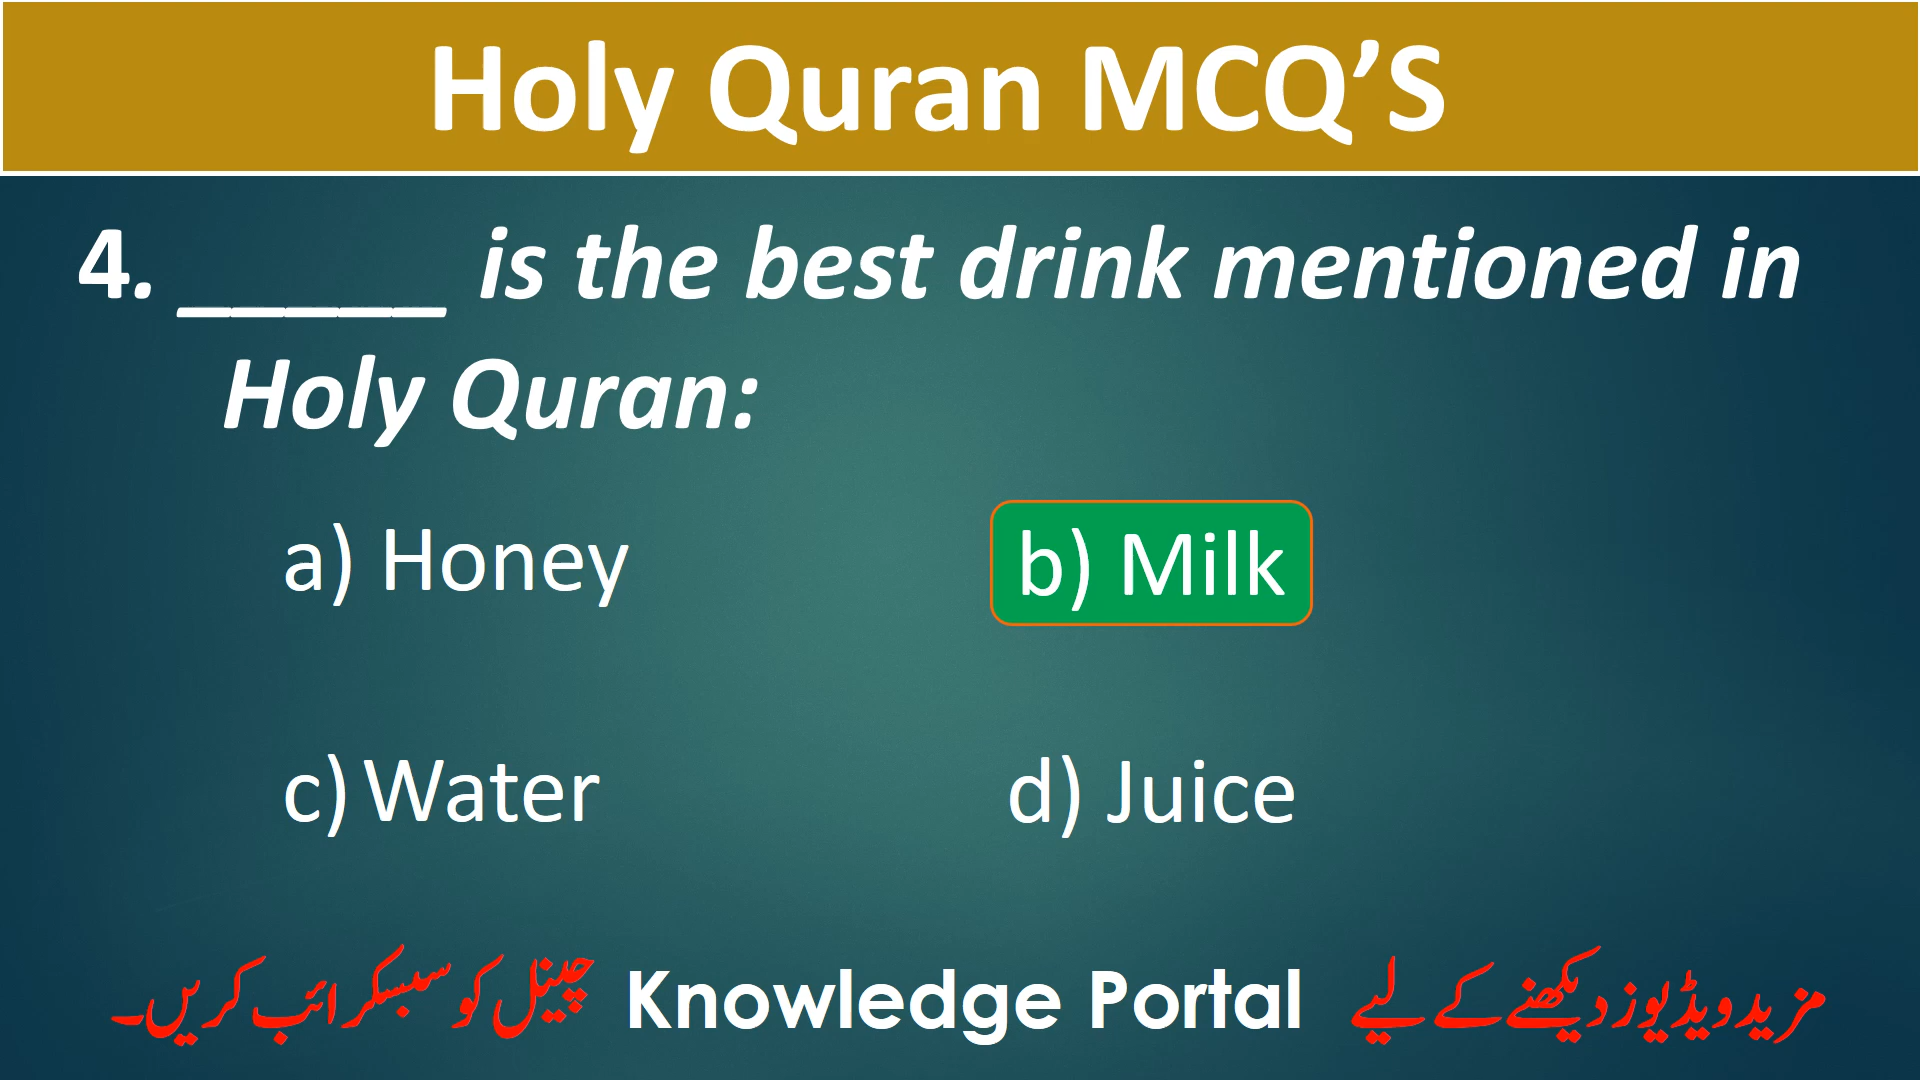 Holy Quran MCQ’S
4. _____ is the best drink mentioned in
Holy Quran:
a) Honey
b) Milk
c) Water
d) Juice
مزید ویڈیوز دیکھنے کے لیے Knowledge Portal چینل کو سبسکرائب کریں۔